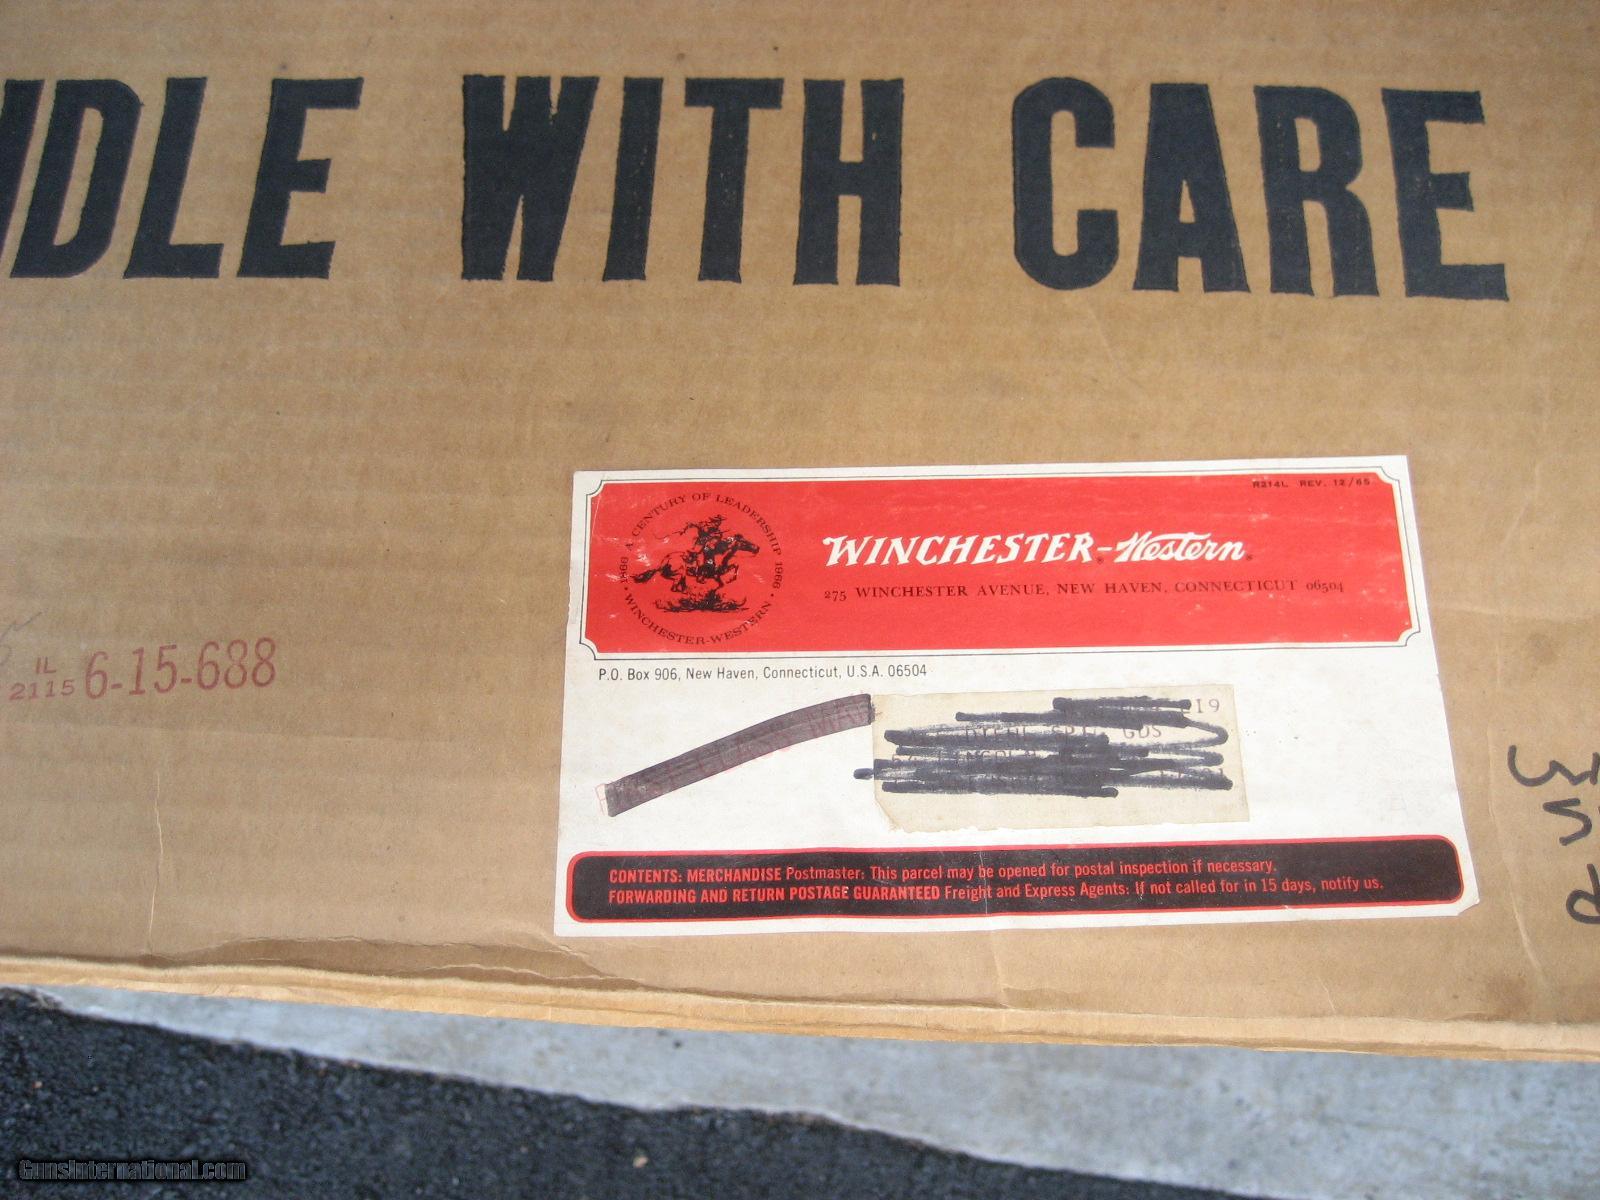 WITH CARE
R214L REV. 12/65
A CENTURY OF LEADERSHIP
1866 1966
WINCHESTER-WESTERN
WINCHESTER-Western
275 WINCHESTER AVENUE, NEW HAVEN, CONNECTICUT 06504
P.O. Box 906, New Haven, Connecticut, U.S.A. 06504
IL
2115 6-15-688
GDS
CONTENTS: MERCHANDISE Postmaster: This parcel may be opened for postal inspection if necessary.
FORWARDING AND RETURN POSTAGE GUARANTEED Freight and Express Agents: If not called for in 15 days, notify us.
GunsInternational.com